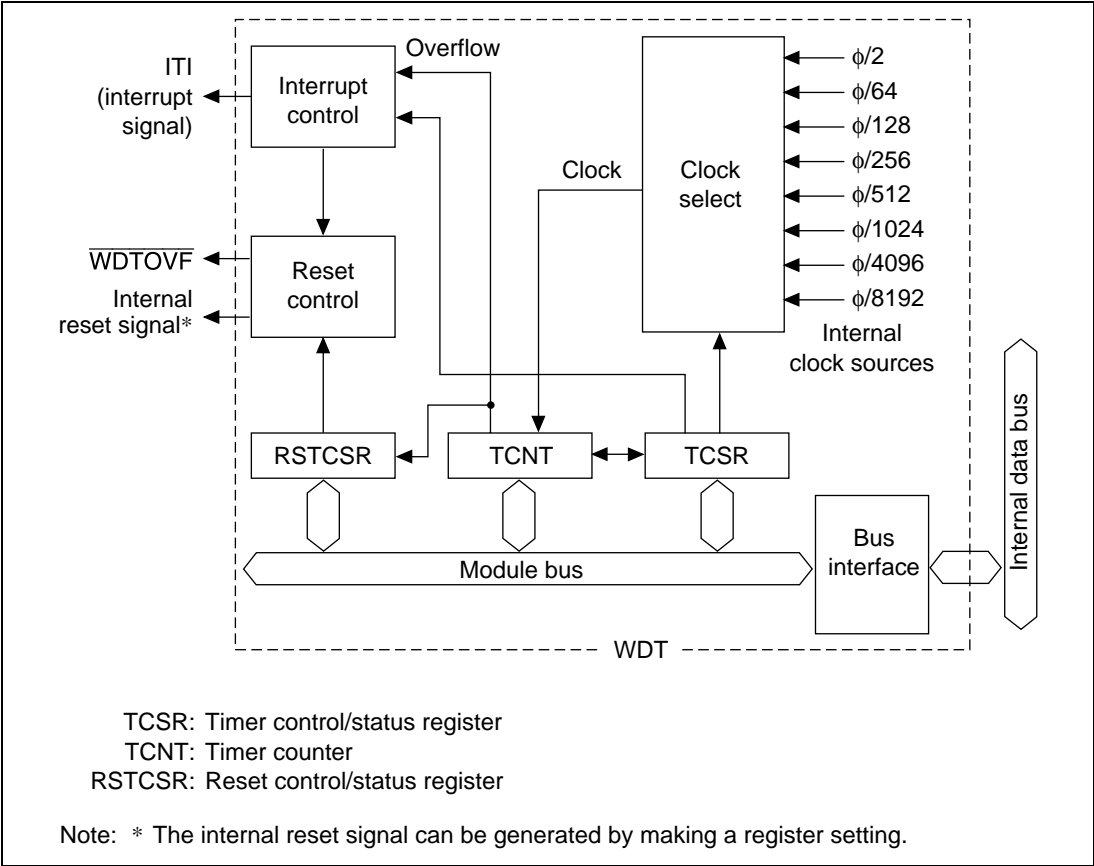 Overflow
ITI
(interrupt
signal)
Interrupt
control
ϕ/2
ϕ/64
ϕ/128
ϕ/256
ϕ/512
ϕ/1024
ϕ/4096
ϕ/8192
Clock
Clock
select
WDTOVF
Internal
reset signal*
Reset
control
Internal
clock sources
RSTCSR
TCNT
TCSR
Internal data bus
Bus
interface
Module bus
WDT
TCSR: Timer control/status register
TCNT: Timer counter
RSTCSR: Reset control/status register
Note: * The internal reset signal can be generated by making a register setting.